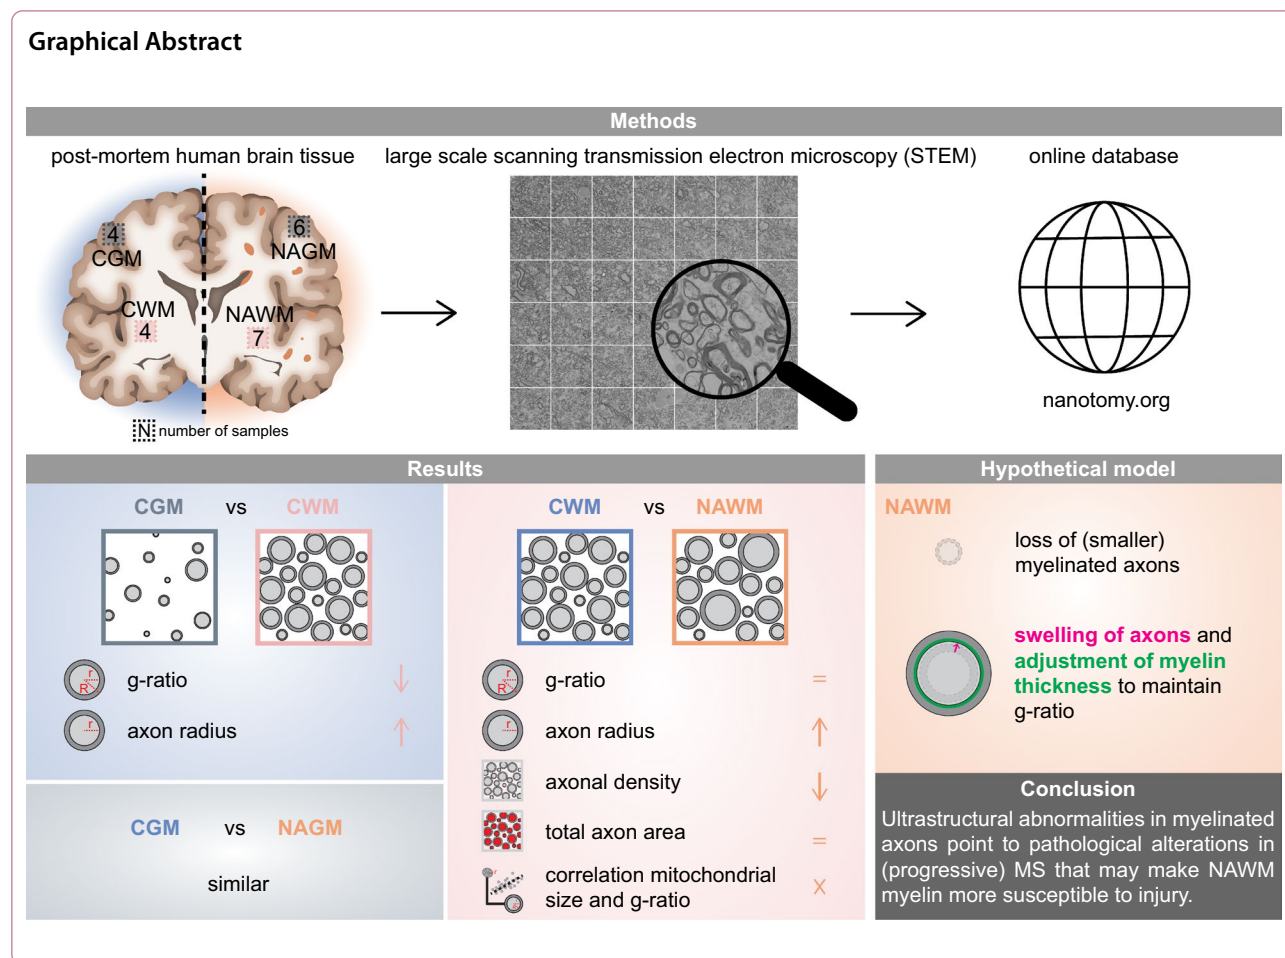 Graphical Abstract
Methods
post-mortem human brain tissue
large scale scanning transmission electron microscopy (STEM)
online database
4
CGM
6
NAGM
CWM
4
NAWM
7
N number of samples
nanotomy.org
Results
CGM vs CWM
r
R
g-ratio ↓
r
axon radius ↑
CGM vs NAGM
similar
CWM vs NAWM
r
R
g-ratio =
r
axon radius ↑
axonal density ↓
total axon area =
correlation mitochondrial
size and g-ratio X
Hypothetical model
NAWM
loss of (smaller)
myelinated axons
swelling of axons and
adjustment of myelin
thickness to maintain
g-ratio
Conclusion
Ultrastructural abnormalities in myelinated
axons point to pathological alterations in
(progressive) MS that may make NAWM
myelin more susceptible to injury.